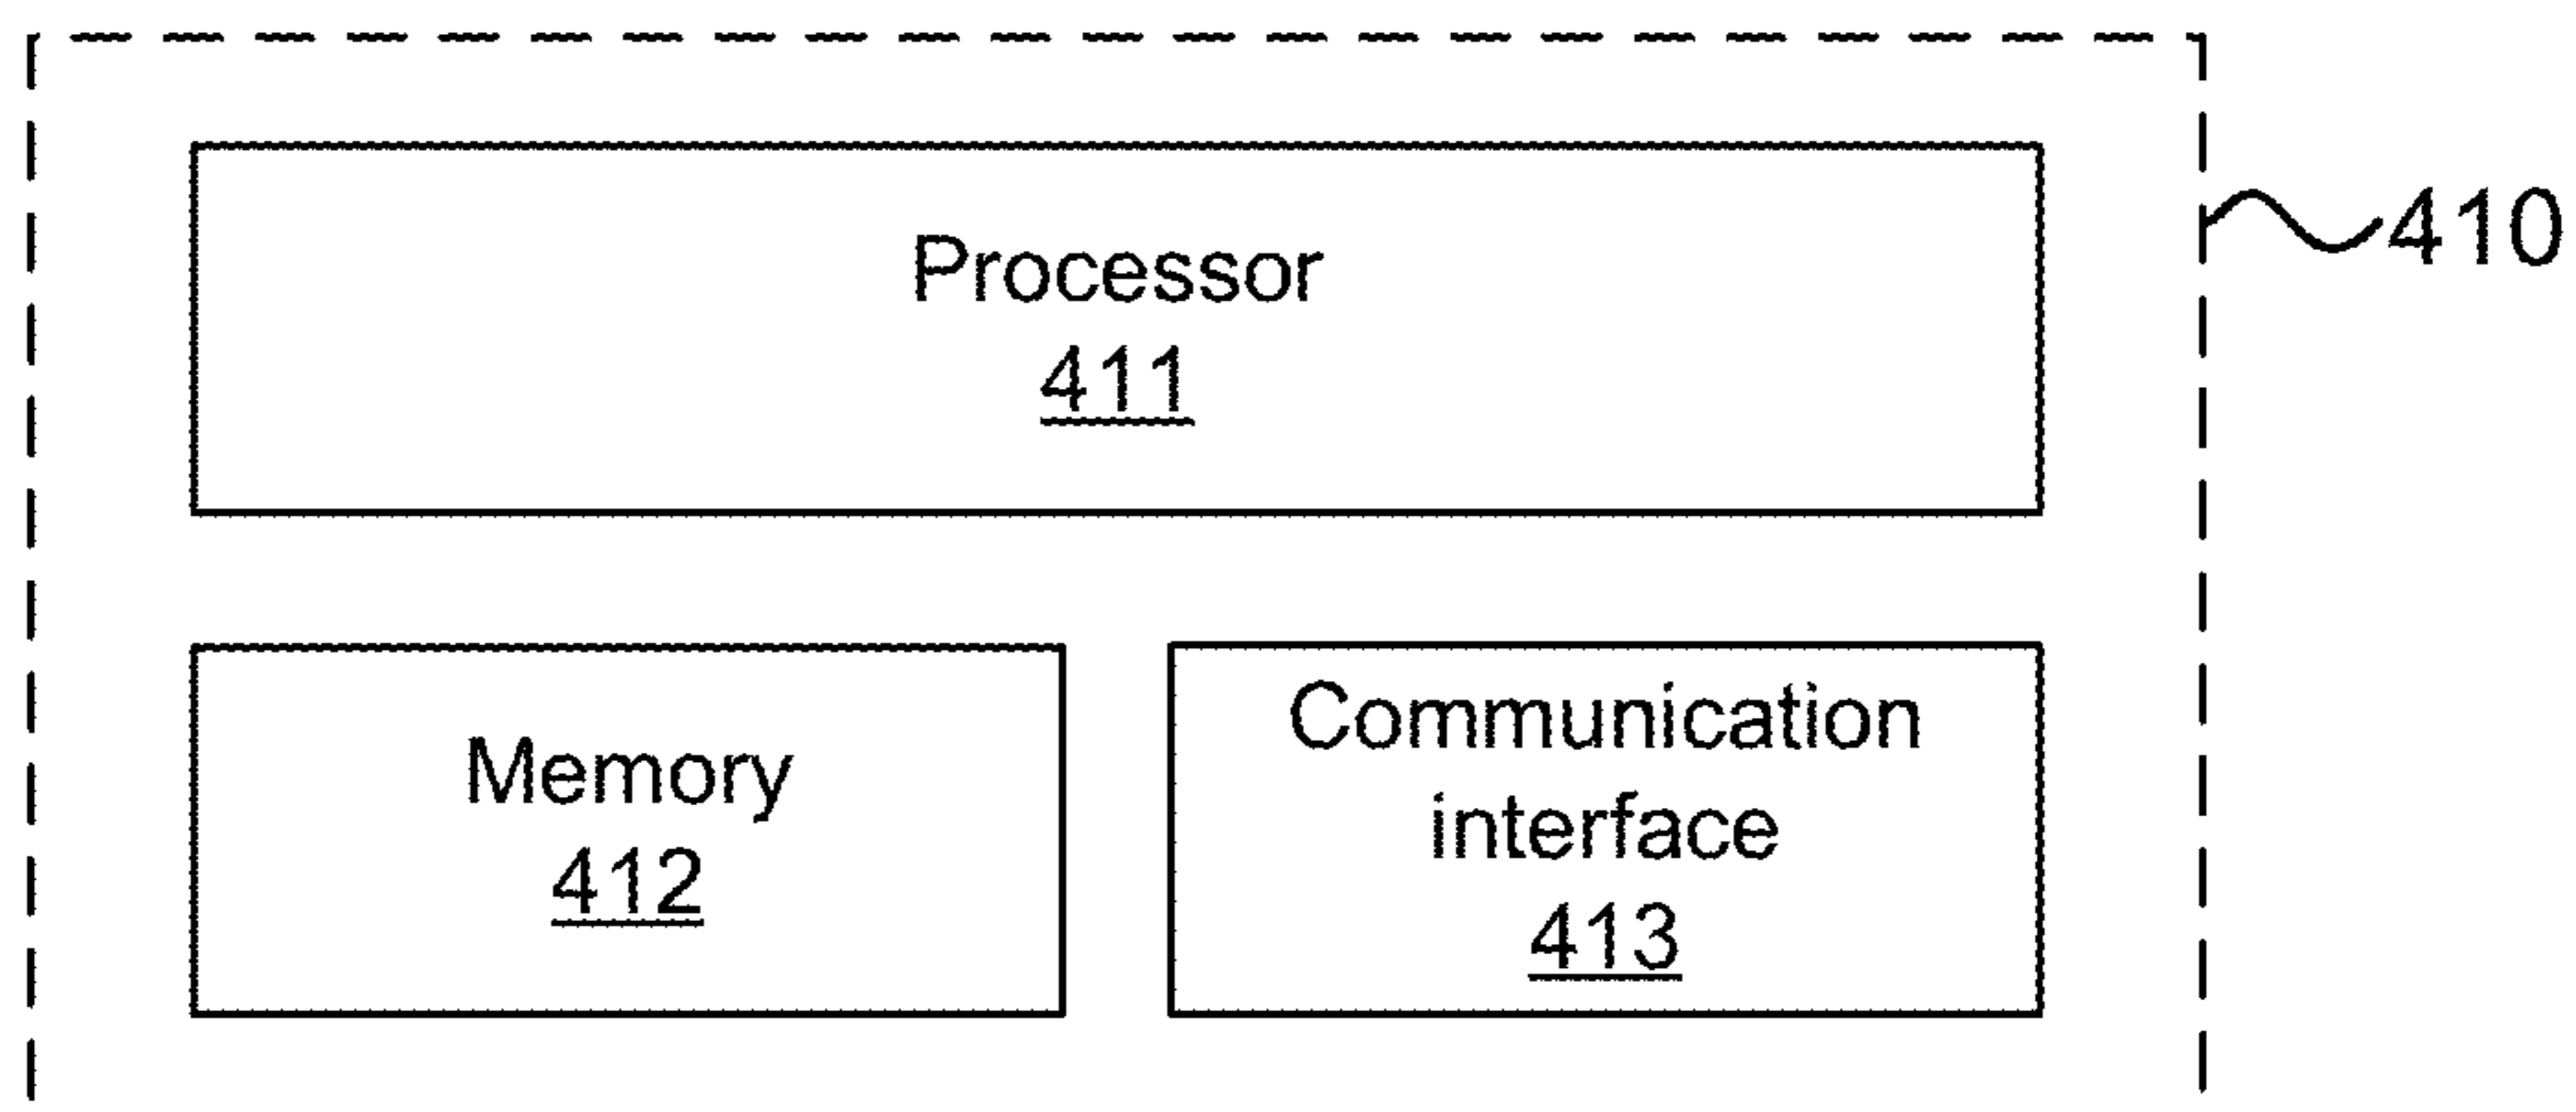 Processor
411
410
Memory
412
Communication
interface
413